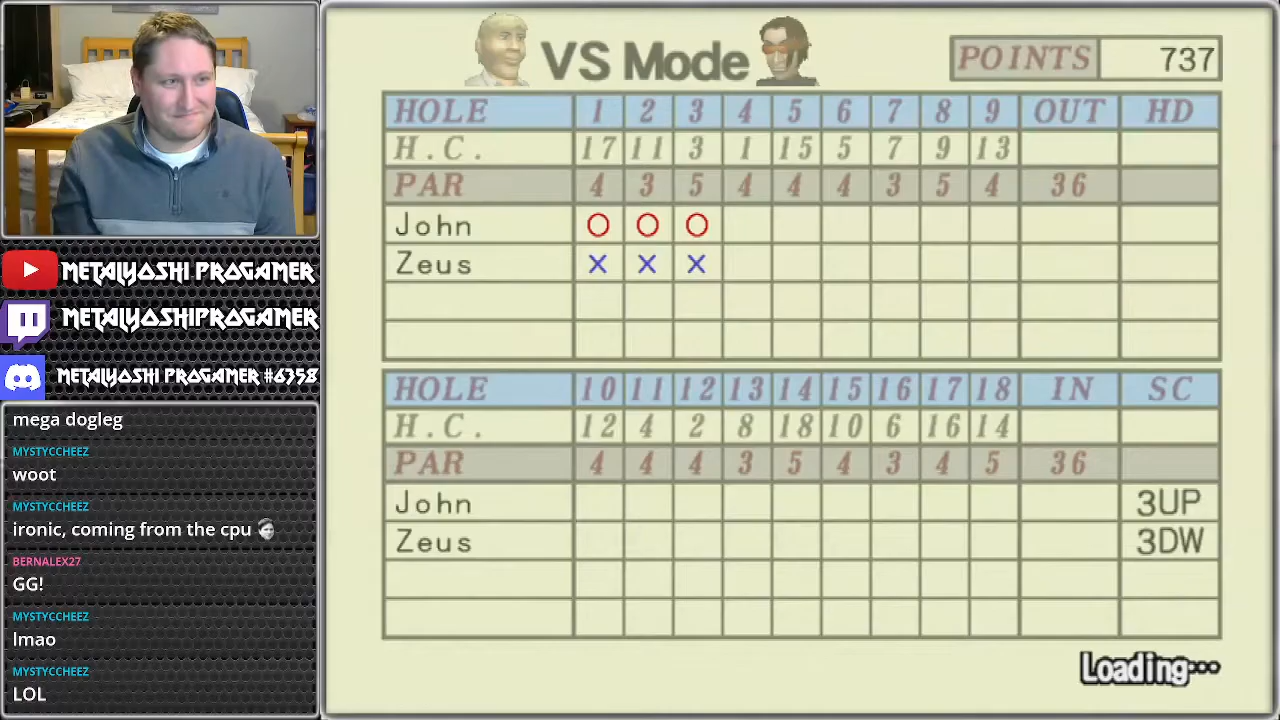 VS Mode
POINTS 737
HOLE 1 2 3 4 5 6 7 8 9 OUT HD
H.C. 17 11 3 1 15 5 7 9 13
PAR 4 3 5 4 4 4 3 5 4 36
John O O O
Zeus X X X
HOLE 10 11 12 13 14 15 16 17 18 IN SC
H.C. 12 4 2 8 18 10 6 16 14
PAR 4 4 4 3 5 4 3 4 5 36
John 3UP
Zeus 3DW
Loading...
METALYOSHI PROGAMER
METALYOSHIPROGAMER
METALYOSHI PROGAMER #6358
mega dogleg
MYSTYCCHEEZ
woot
MYSTYCCHEEZ
ironic, coming from the cpu
BERNALEX27
GG!
MYSTYCCHEEZ
lmao
MYSTYCCHEEZ
LOL